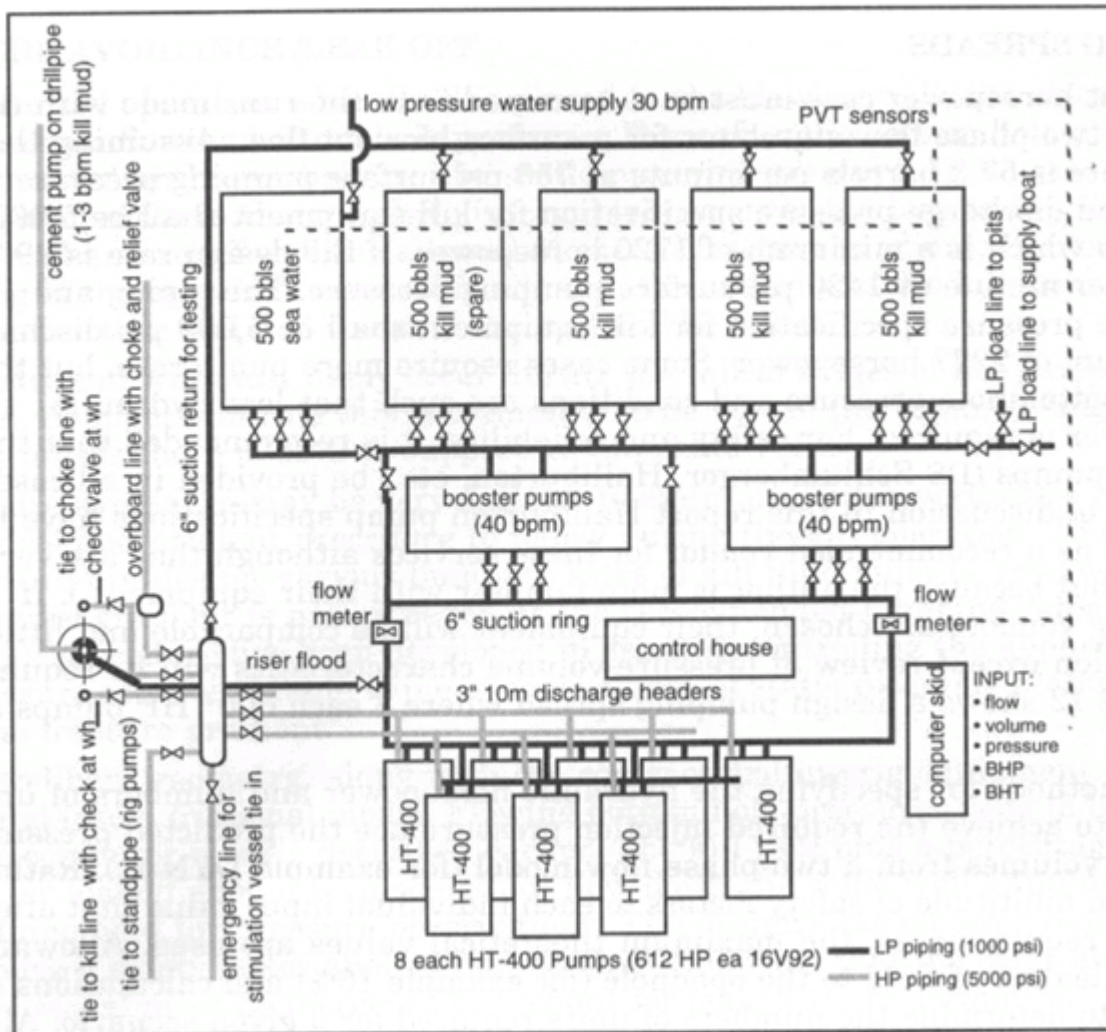 low pressure water supply 30 bpm
PVT sensors
cement pump on drillpipe
(1-3 bpm kill mud)
tie to choke line with
chech valve at wh
overboard line with choke and relief valve
6" suction return for testing
500 bbls
sea water
500 bbls
kill mud
(spare)
500 bbls
kill mud
500 bbls
kill mud
500 bbls
kill mud
LP load line to pits
LP load line to supply boat
booster pumps
(40 bpm)
booster pumps
(40 bpm)
flow
meter
6" suction ring
flow
meter
control house
riser flood
3" 10m discharge headers
computer skid
INPUT:
• flow
• volume
• pressure
• BHP
• BHT
tie to kill line with check at wh
tie to standpipe (rig pumps)
emergency line for
stimulation vessel tie in
HT-400
HT-400
HT-400
HT-400
HT-400
8 each HT-400 Pumps (612 HP ea 16V92)
LP piping (1000 psi)
HP piping (5000 psi)